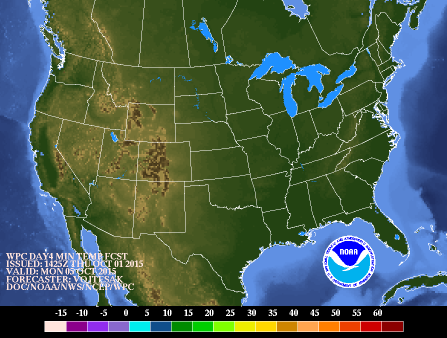 WPC DAY4 MIN TEMP FCST
ISSUED: 1425Z THU OCT 01 2015
VALID: MON 05 OCT 2015
FORECASTER: VOJTESAK
DOC/NOAA/NWS/NCEP/WPC
NOAA
-15 -10 -5 0 5 10 15 20 25 30 35 40 45 50 55 60